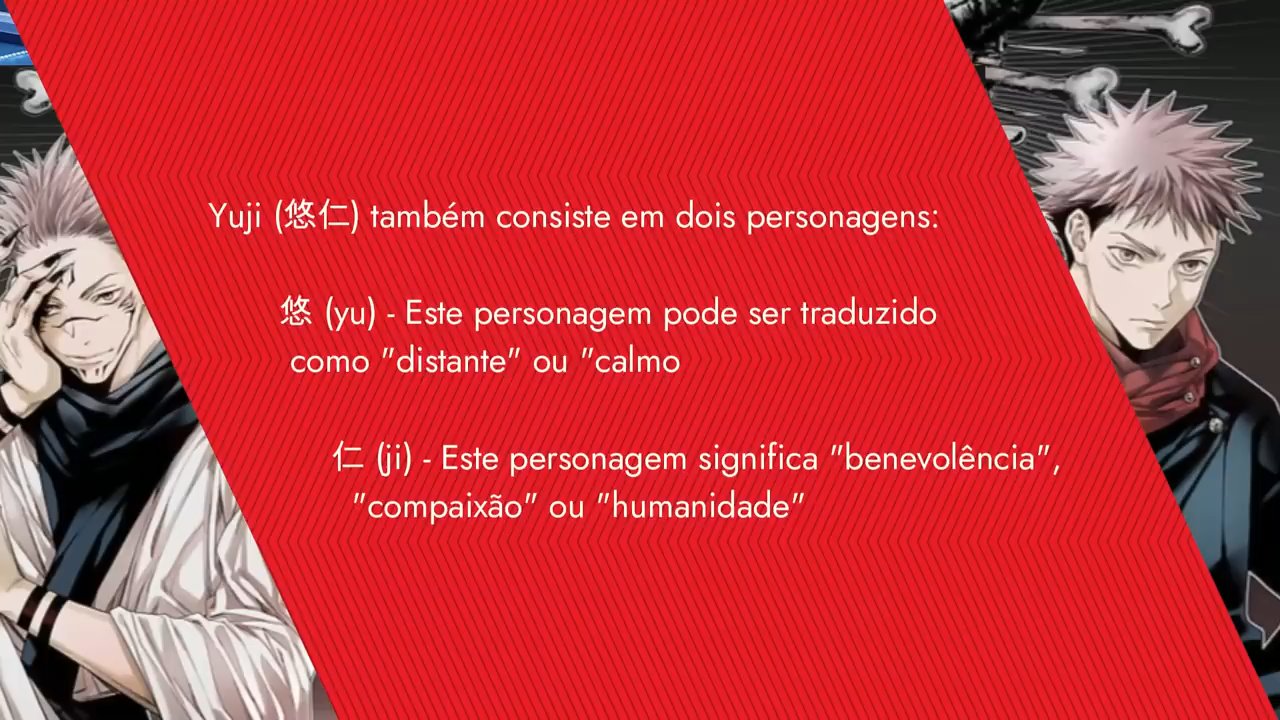 Yuji (悠仁) também consiste em dois personagens:
悠 (yu) - Este personagem pode ser traduzido
como "distante" ou "calmo
仁 (ji) - Este personagem significa "benevolência",
"compaixão" ou "humanidade"